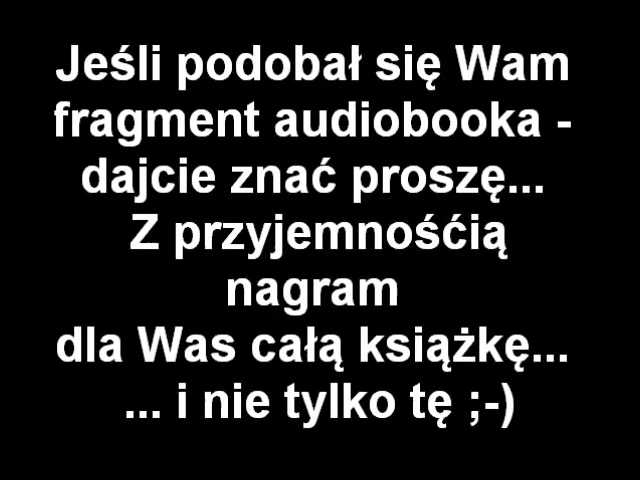 Jeśli podobał się Wam
fragment audiobooka -
dajcie znać proszę...
Z przyjemnośćią
nagram
dla Was całą książkę...
... i nie tylko tę ;-)